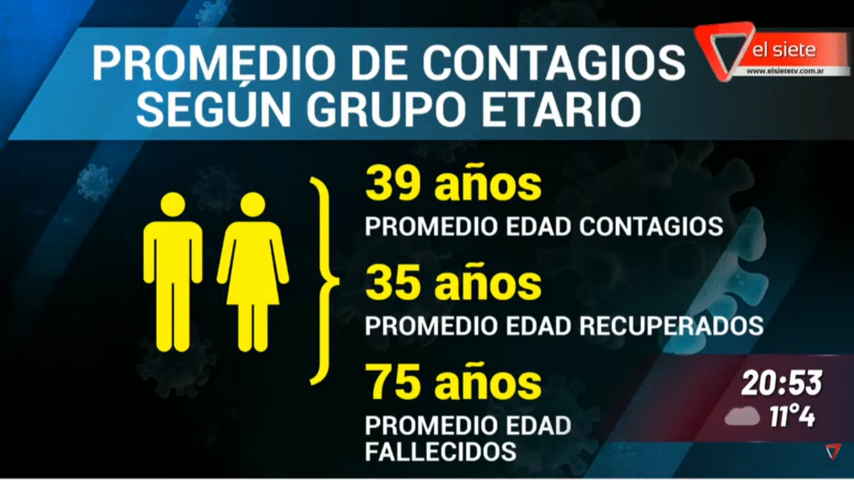 PROMEDIO DE CONTAGIOS
SEGÚN GRUPO ETARIO
el siete
www.elsietetv.com.ar
39 años
PROMEDIO EDAD CONTAGIOS
35 años
PROMEDIO EDAD RECUPERADOS
75 años
PROMEDIO EDAD
FALLECIDOS
20:53
11°4